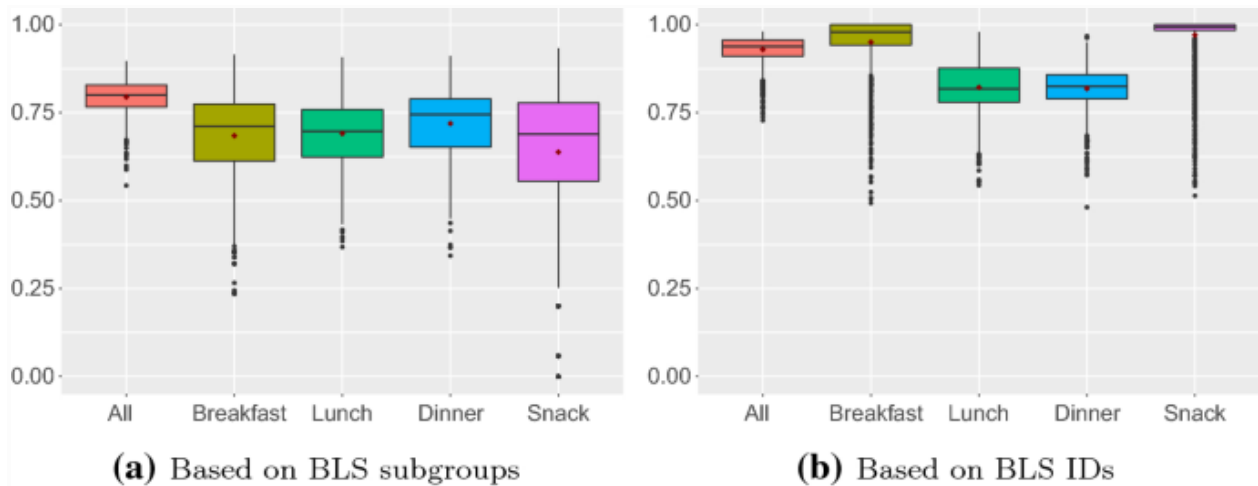 1.00
0.75
0.50
0.25
0.00
All Breakfast Lunch Dinner Snack
(a) Based on BLS subgroups
1.00
0.75
0.50
0.25
0.00
All Breakfast Lunch Dinner Snack
(b) Based on BLS IDs